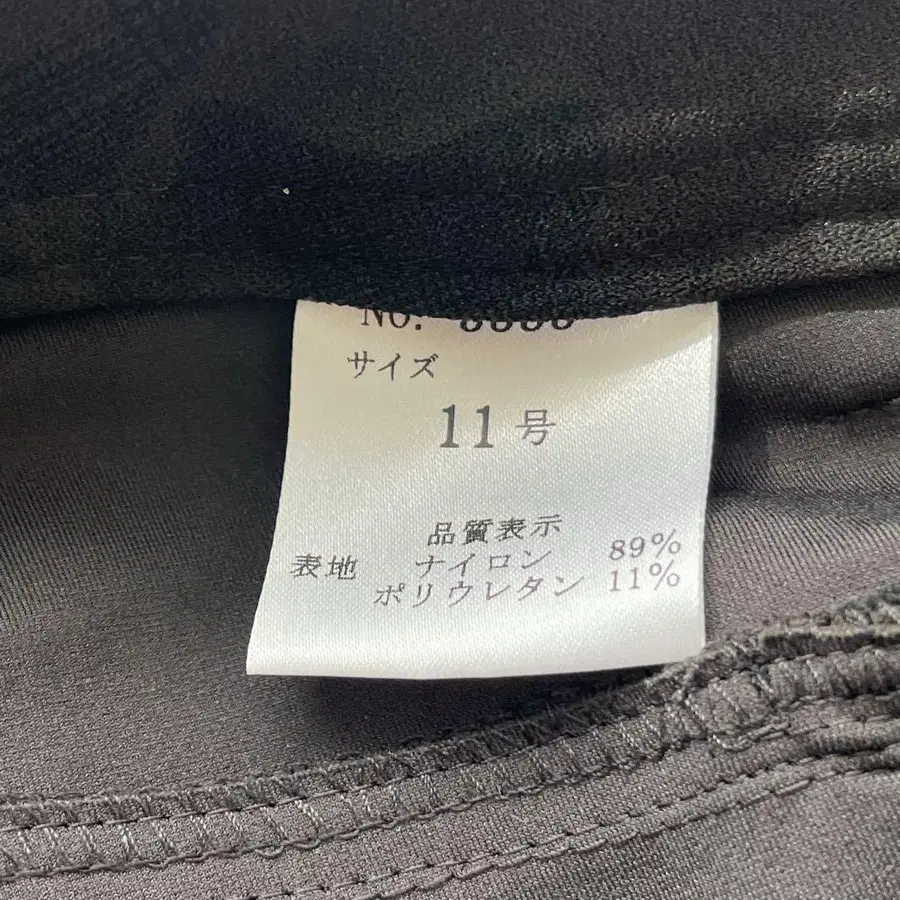 No.
サイズ
11号
品質表示
表地 ナイロン 89%
ポリウレタン 11%